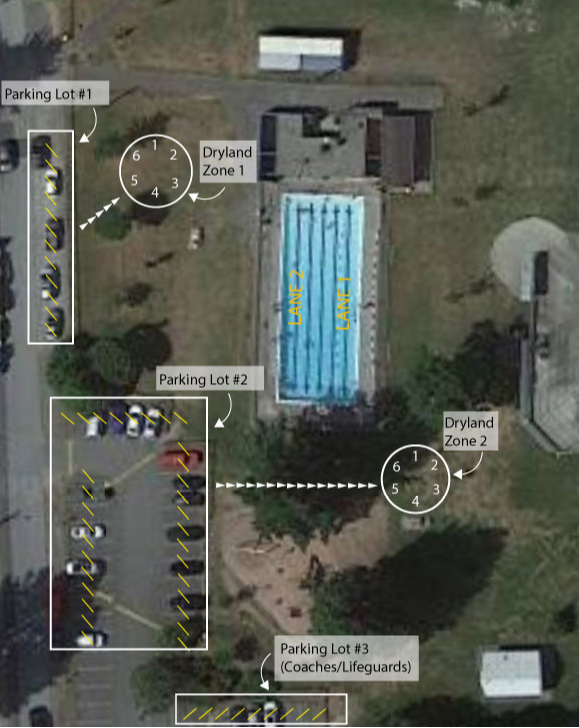 Parking Lot #1
1
2
3
4
5
6
Dryland
Zone 1
LANE 2
LANE 1
Parking Lot #2
Dryland
Zone 2
1
2
3
4
5
6
Parking Lot #3
(Coaches/Lifeguards)